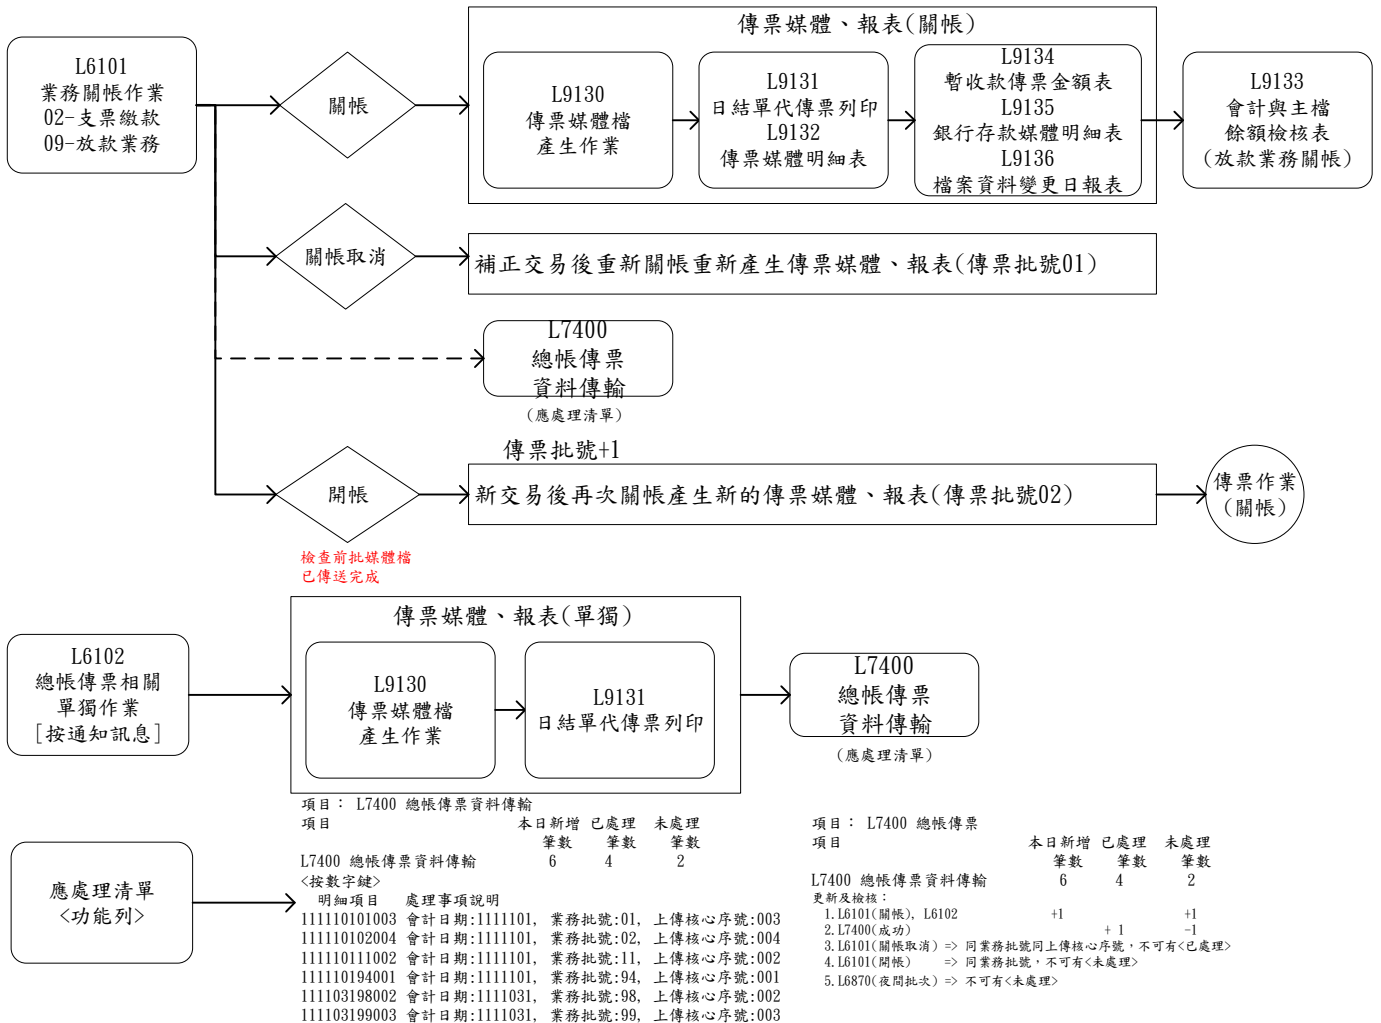 L6101
業務關帳作業
02-支票繳款
09-放款業務
關帳
傳票媒體、報表(關帳)
L9130
傳票媒體檔
產生作業
L9131
日結單代傳票列印
L9132
傳票媒體明細表
L9134
暫收款傳票金額表
L9135
銀行存款媒體明細表
L9136
檔案資料變更日報表
L9133
會計與主檔
餘額檢核表
(放款業務關帳)
關帳取消
補正交易後重新關帳重新產生傳票媒體、報表(傳票批號01)
L7400
總帳傳票
資料傳輸
(應處理清單)
傳票批號+1
開帳
新交易後再次關帳產生新的傳票媒體、報表(傳票批號02)
傳票作業
(關帳)
檢查前批媒體檔
已傳送完成
L6102
總帳傳票相關
單獨作業
[按通知訊息]
傳票媒體、報表(單獨)
L9130
傳票媒體檔
產生作業
L9131
日結單代傳票列印
L7400
總帳傳票
資料傳輸
(應處理清單)
應處理清單
<功能列>
項目： L7400 總帳傳票資料傳輸
項目 本日新增 已處理 未處理
筆數 筆數 筆數
L7400 總帳傳票資料傳輸 6 4 2
<按數字鍵>
明細項目 處理事項說明
111110101003 會計日期:1111101, 業務批號:01, 上傳核心序號:003
111110102004 會計日期:1111101, 業務批號:02, 上傳核心序號:004
111110111002 會計日期:1111101, 業務批號:11, 上傳核心序號:002
111110194001 會計日期:1111101, 業務批號:94, 上傳核心序號:001
111103198002 會計日期:1111031, 業務批號:98, 上傳核心序號:002
111103199003 會計日期:1111031, 業務批號:99, 上傳核心序號:003
項目： L7400 總帳傳票
項目 本日新增 已處理 未處理
筆數 筆數 筆數
L7400 總帳傳票資料傳輸 6 4 2
更新及檢核：
1.L6101(關帳), L6102 +1 +1
2.L7400(成功) + 1 -1
3.L6101(關帳取消) => 同業務批號同上傳核心序號，不可有<已處理>
4.L6101(開帳) => 同業務批號，不可有<未處理>
5.L6870(夜間批次) => 不可有<未處理>